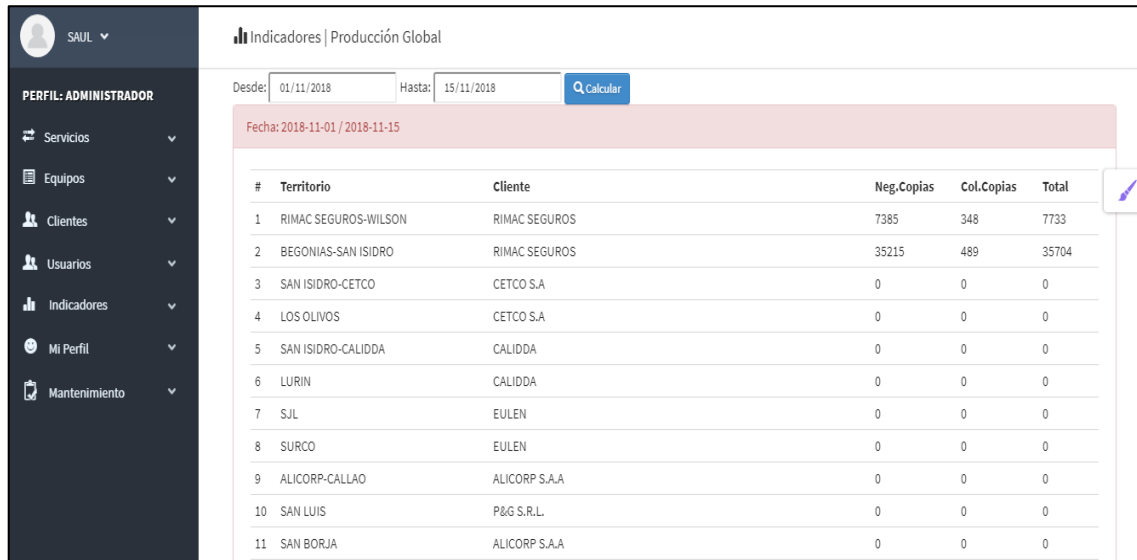 SAUL
PERFIL: ADMINISTRADOR
Servicios
Equipos
Clientes
Usuarios
Indicadores
Mi Perfil
Mantenimiento
Indicadores | Producción Global
Desde: 01/11/2018 Hasta: 15/11/2018 Calcular
Fecha: 2018-11-01 / 2018-11-15
# Territorio Cliente Neg.Copias Col.Copias Total
1 RIMAC SEGUROS-WILSON RIMAC SEGUROS 7385 348 7733
2 BEGONIAS-SAN ISIDRO RIMAC SEGUROS 35215 489 35704
3 SAN ISIDRO-CETCO CETCO S.A 0 0 0
4 LOS OLIVOS CETCO S.A 0 0 0
5 SAN ISIDRO-CALIDDA CALIDDA 0 0 0
6 LURIN CALIDDA 0 0 0
7 SJL EULEN 0 0 0
8 SURCO EULEN 0 0 0
9 ALICORP-CALLAO ALICORP S.A.A 0 0 0
10 SAN LUIS P&G S.R.L. 0 0 0
11 SAN BORJA ALICORP S.A.A 0 0 0